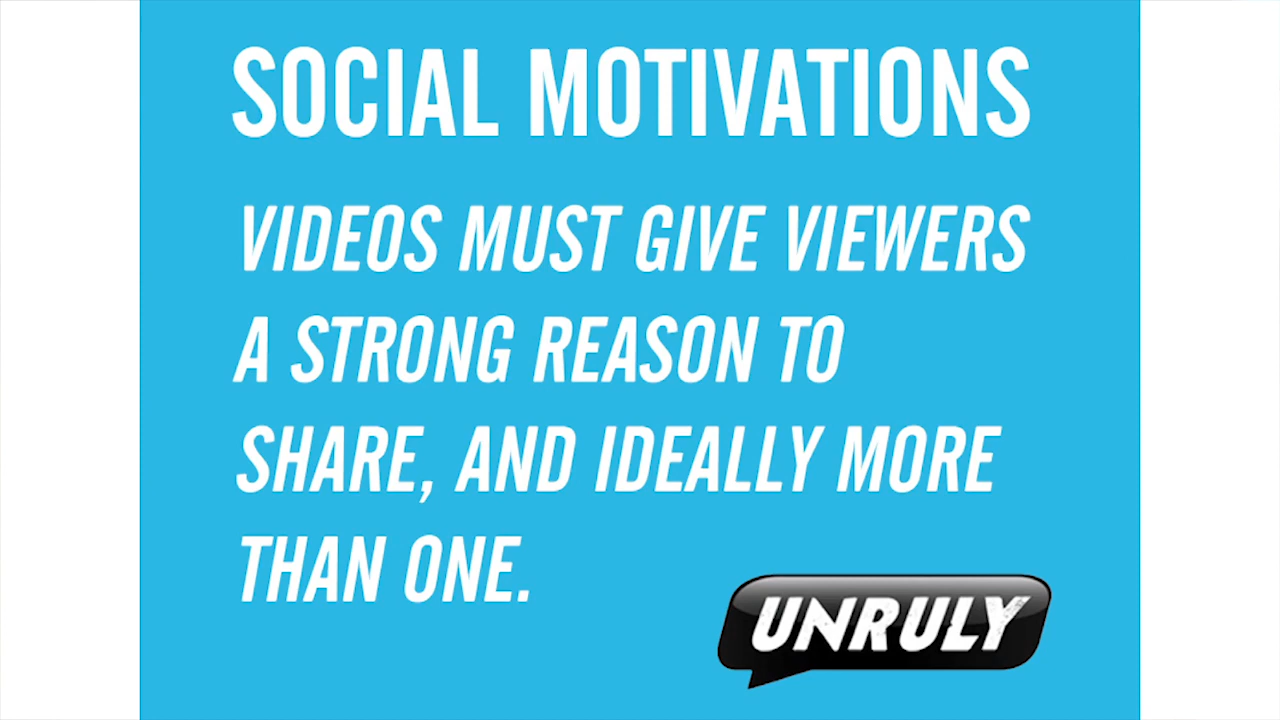 SOCIAL MOTIVATIONS
VIDEOS MUST GIVE VIEWERS
A STRONG REASON TO
SHARE, AND IDEALLY MORE
THAN ONE.
UNRULY